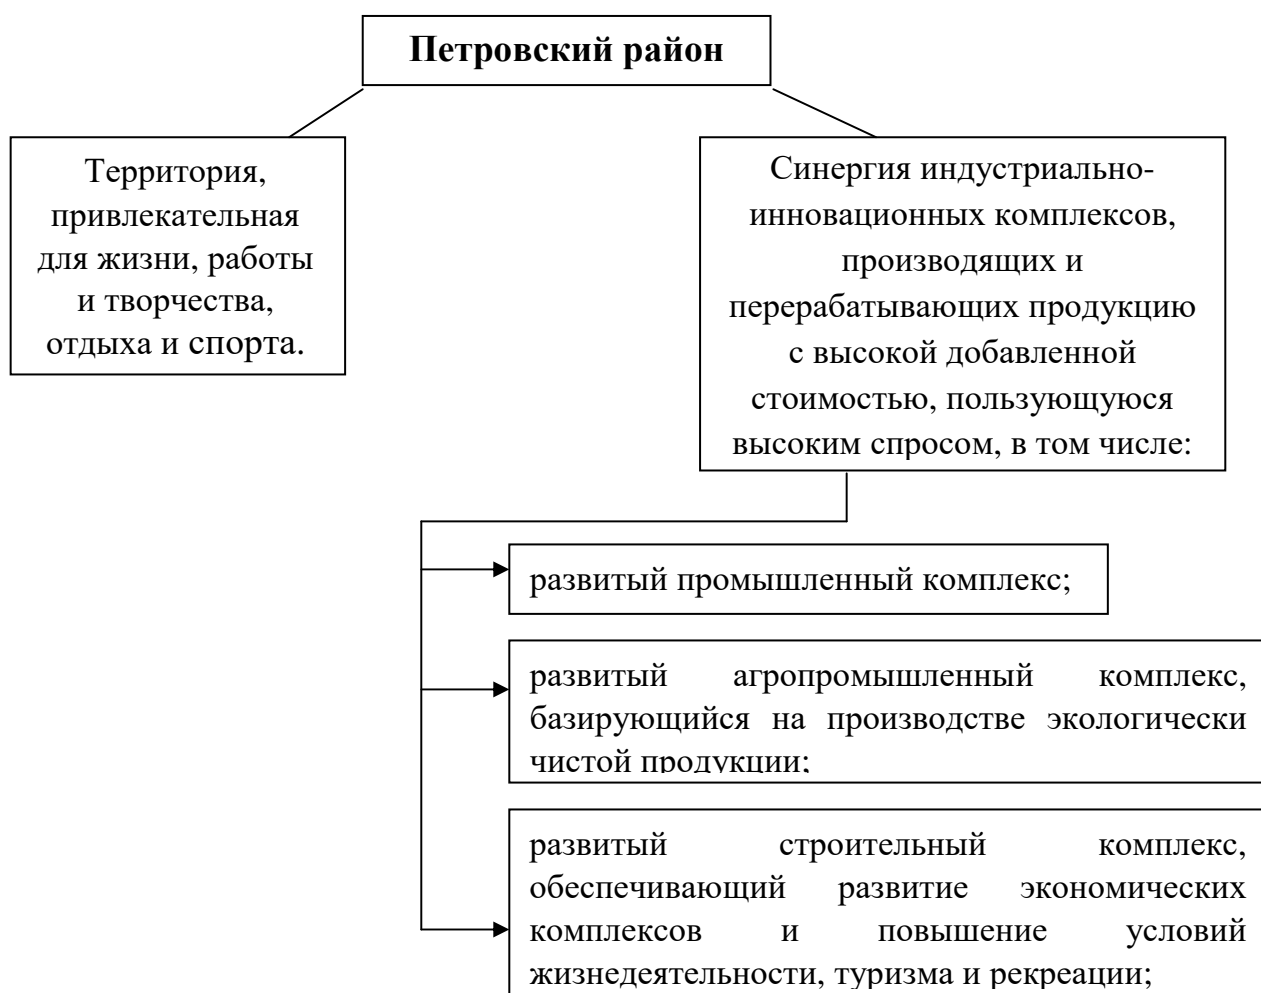 Петровский район
Территория,
привлекательная
для жизни, работы
и творчества,
отдыха и спорта.
Синергия индустриально-
инновационных комплексов,
производящих и
перерабатывающих продукцию
с высокой добавленной
стоимостью, пользующуюся
высоким спросом, в том числе:
развитый промышленный комплекс;
развитый агропромышленный комплекс,
базирующийся на производстве экологически
чистой продукции;
развитый строительный комплекс,
обеспечивающий развитие экономических
комплексов и повышение условий
жизнедеятельности, туризма и рекреации;